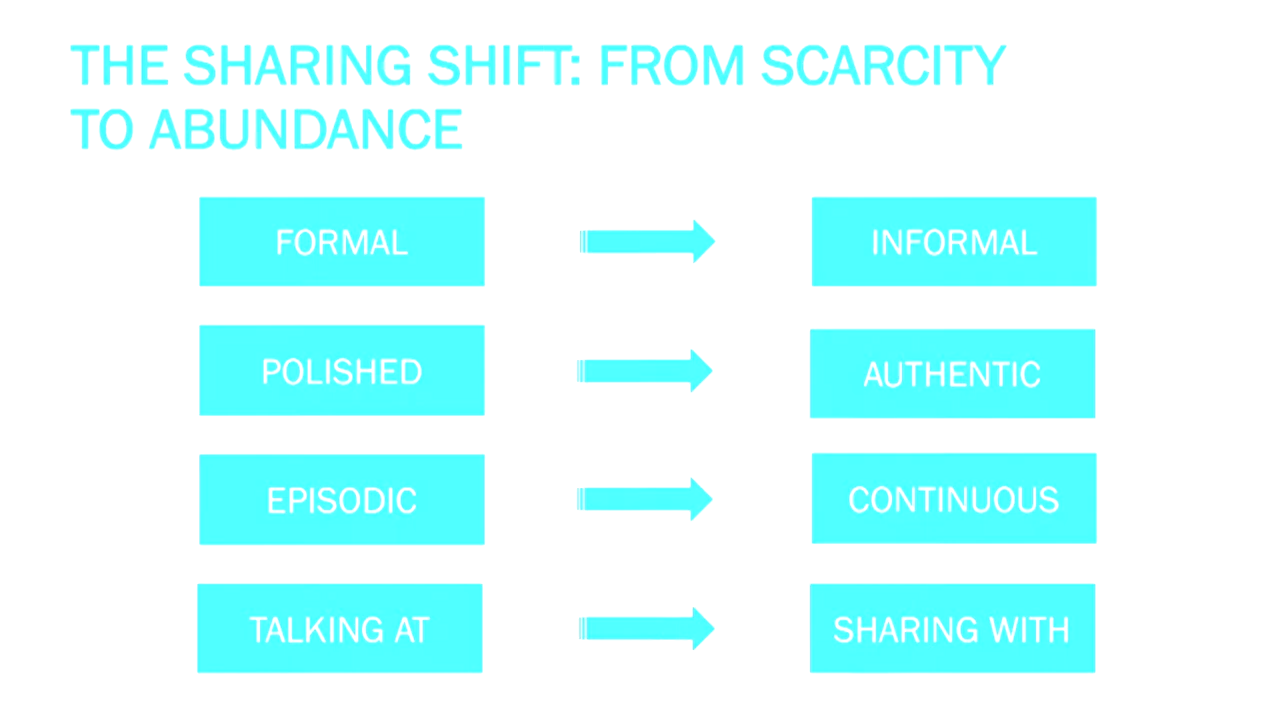 THE SHARING SHIFT: FROM SCARCITY
TO ABUNDANCE
FORMAL
INFORMAL
POLISHED
AUTHENTIC
EPISODIC
CONTINUOUS
TALKING AT
SHARING WITH